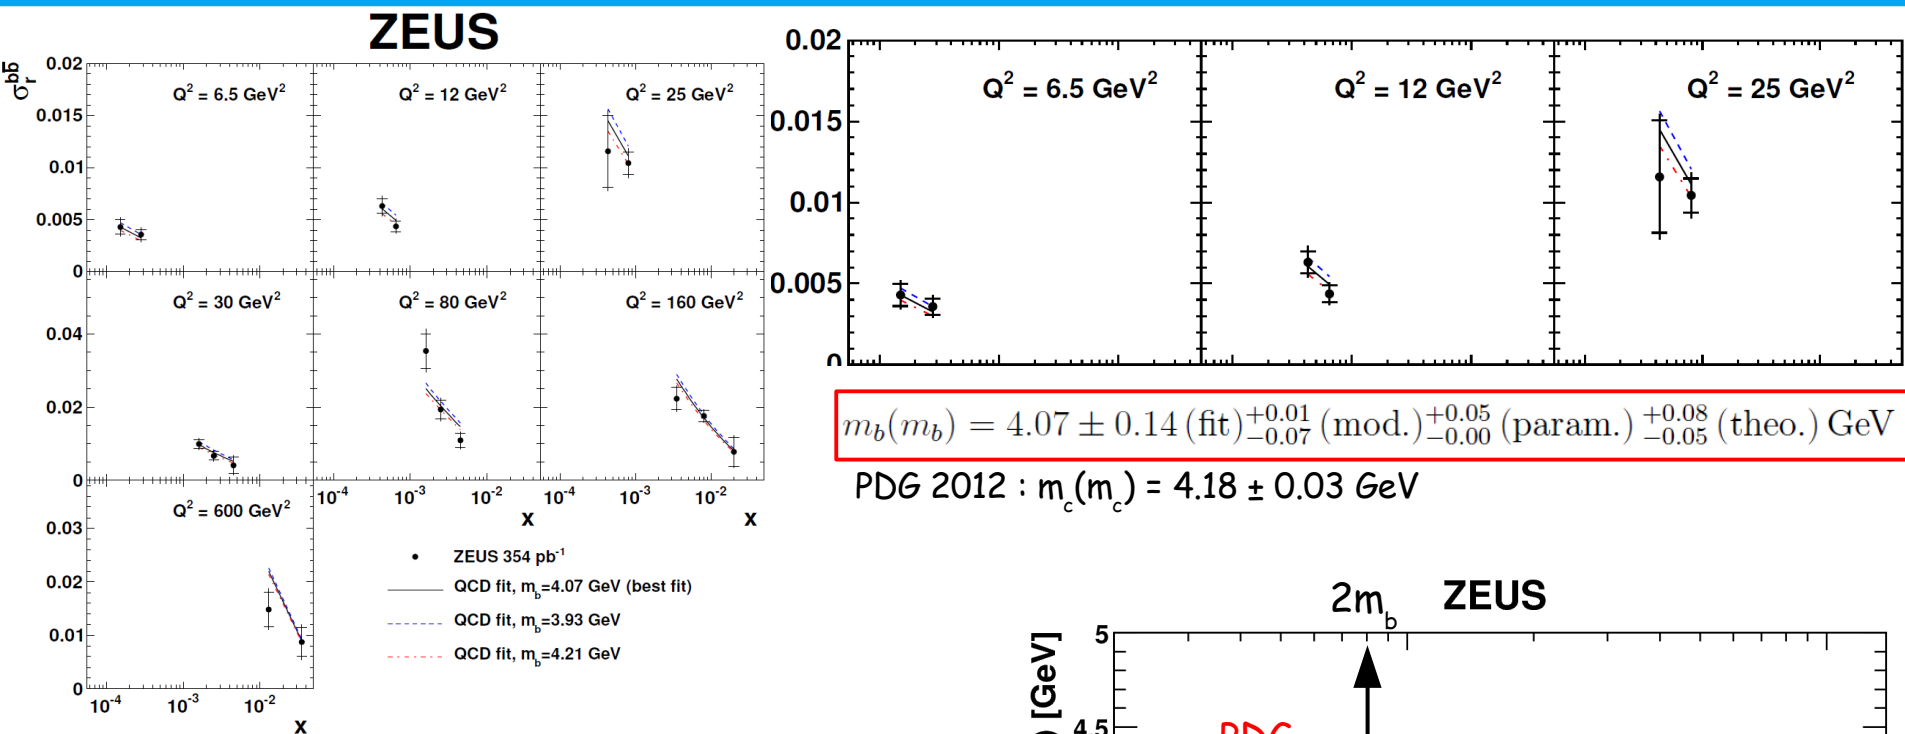 ZEUS
σ_r^{bb̄}
0.02
0.015
0.01
0.005
0
Q² = 6.5 GeV²
Q² = 12 GeV²
Q² = 25 GeV²
0.04
0.02
0
Q² = 30 GeV²
Q² = 80 GeV²
Q² = 160 GeV²
10⁻⁴ 10⁻³ 10⁻² 10⁻⁴ 10⁻³ 10⁻²
x x
0.03
0.02
0.01
0
Q² = 600 GeV²
10⁻⁴ 10⁻³ 10⁻²
x
ZEUS 354 pb⁻¹
QCD fit, m_b=4.07 GeV (best fit)
QCD fit, m_b=3.93 GeV
QCD fit, m_b=4.21 GeV
0.02
0.015
0.01
0.005
0
Q² = 6.5 GeV²
Q² = 12 GeV²
Q² = 25 GeV²
m_b(m_b) = 4.07 ± 0.14 (fit)^{+0.01}_{−0.07} (mod.)^{+0.05}_{−0.00} (param.)^{+0.08}_{−0.05} (theo.) GeV
PDG 2012 : m_c(m_c) = 4.18 ± 0.03 GeV
2m_b ZEUS
5
[GeV]
4.5
PDG